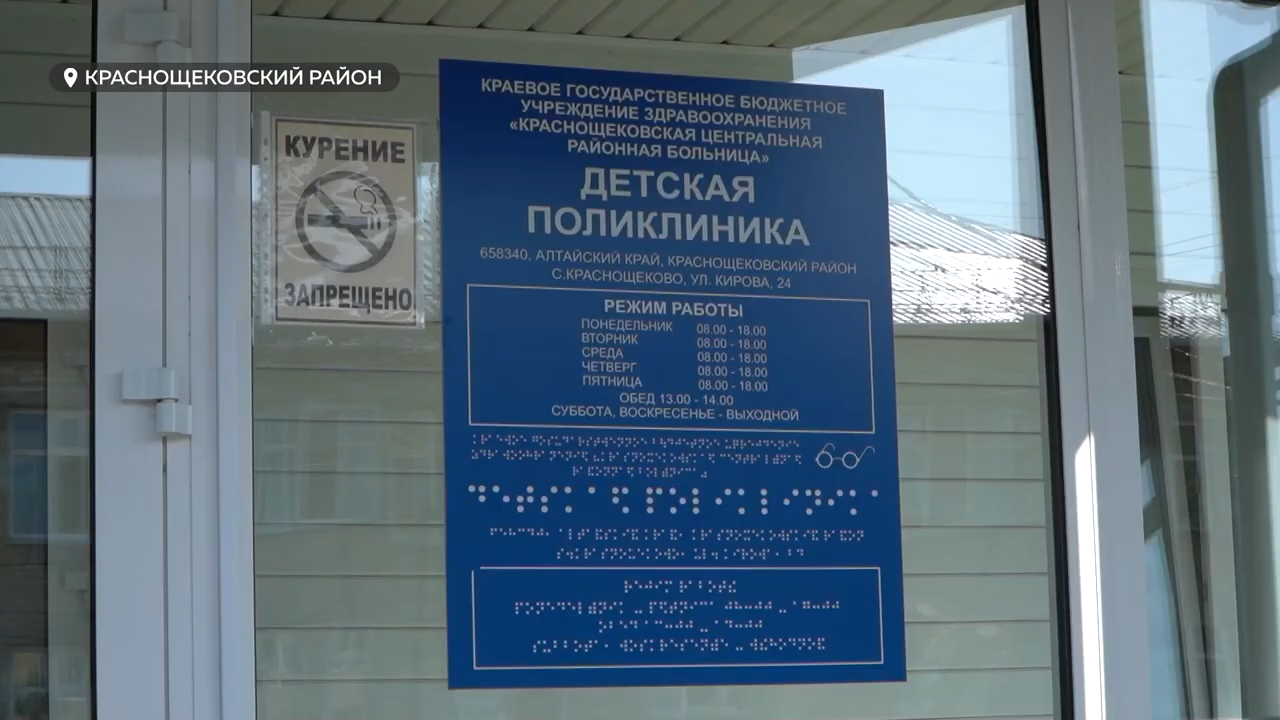 КРАСНОЩЕКОВСКИЙ РАЙОН
КУРЕНИЕ
ЗАПРЕЩЕНО
КРАЕВОЕ ГОСУДАРСТВЕННОЕ БЮДЖЕТНОЕ
УЧРЕЖДЕНИЕ ЗДРАВООХРАНЕНИЯ
«КРАСНОЩЕКОВСКАЯ ЦЕНТРАЛЬНАЯ
РАЙОННАЯ БОЛЬНИЦА»
ДЕТСКАЯ
ПОЛИКЛИНИКА
658340, АЛТАЙСКИЙ КРАЙ, КРАСНОЩЕКОВСКИЙ РАЙОН
С.КРАСНОЩЕКОВО, УЛ. КИРОВА, 24
РЕЖИМ РАБОТЫ
ПОНЕДЕЛЬНИК 08.00 - 18.00
ВТОРНИК 08.00 - 18.00
СРЕДА 08.00 - 18.00
ЧЕТВЕРГ 08.00 - 18.00
ПЯТНИЦА 08.00 - 18.00
ОБЕД 13.00 - 14.00
СУББОТА, ВОСКРЕСЕНЬЕ - ВЫХОДНОЙ